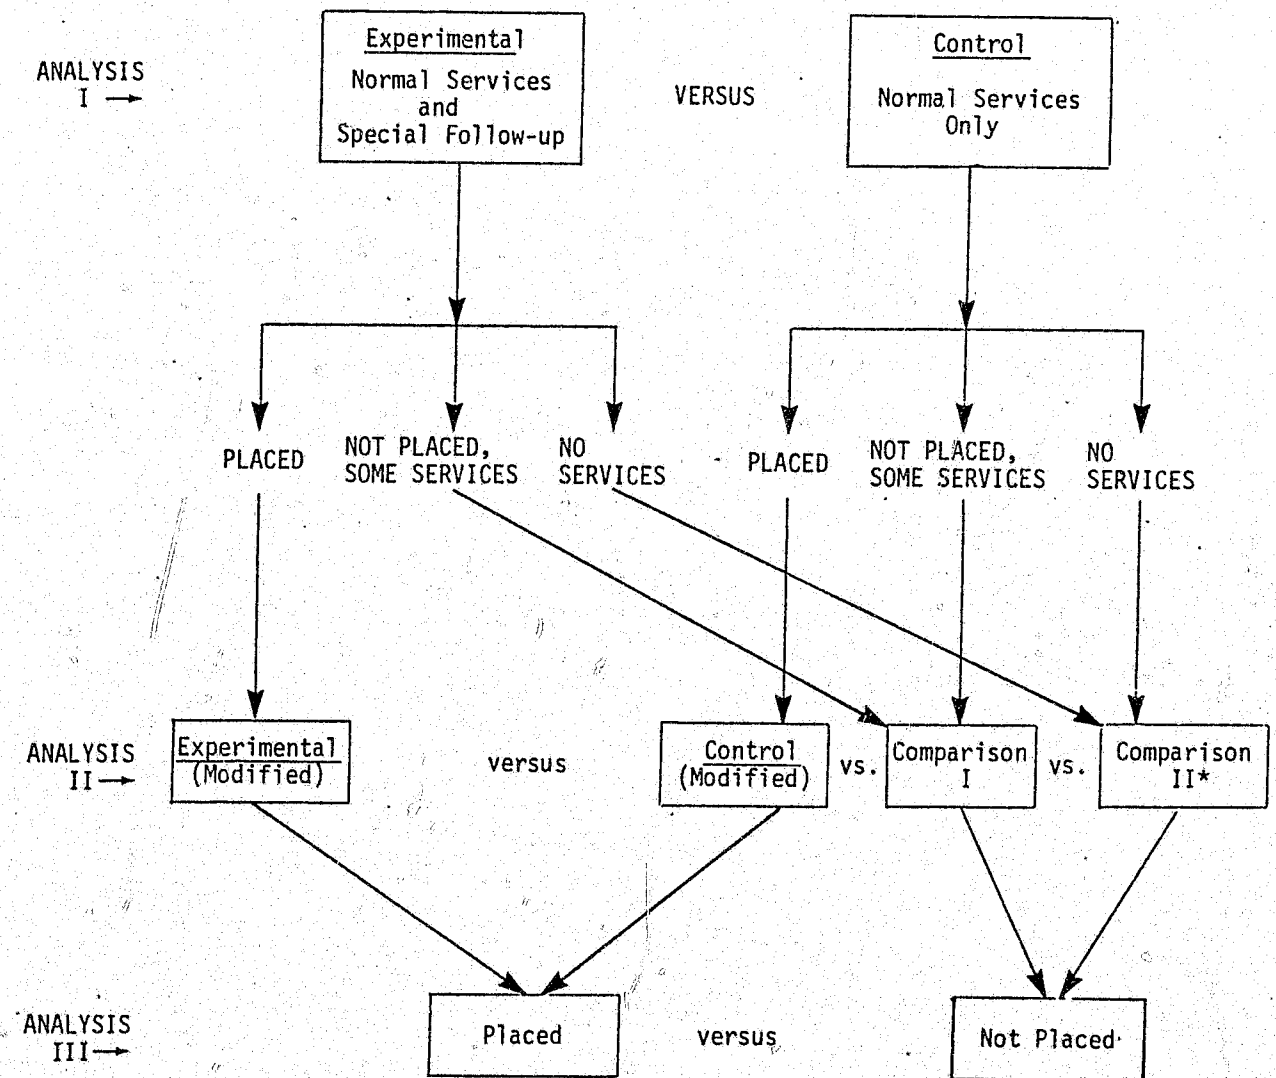 ANALYSIS
I →
Experimental
Normal Services
and
Special Follow-up
VERSUS
Control
Normal Services
Only
PLACED
NOT PLACED,
SOME SERVICES
NO
SERVICES
PLACED
NOT PLACED,
SOME SERVICES
NO
SERVICES
ANALYSIS
II →
Experimental
(Modified)
versus
Control
(Modified)
vs.
Comparison
I
vs.
Comparison
II*
ANALYSIS
III →
Placed
versus
Not Placed